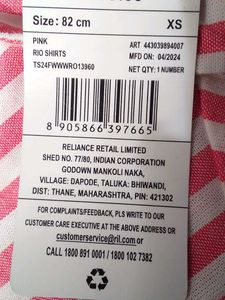 Size: 82 cm XS
PINK ART 443039894007
RIO SHIRTS MFD ON: 04/2024
TS24FWWWRO13960 NET QTY: 1 NUMBER
8 905866 397665
RELIANCE RETAIL LIMITED
SHED NO. 77/80, INDIAN CORPORATION
GODOWN MANKOLI NAKA,
VILLAGE: DAPODE, TALUKA: BHIWANDI,
DIST: THANE, MAHARASHTRA, PIN: 421302
FOR COMPLAINTS/FEEDBACK, PLS WRITE TO OUR
CUSTOMER CARE EXECUTIVE AT THE ABOVE ADDRESS OR
customerservice@ril.com or
CALL 1800 891 0001 / 1800 102 7382